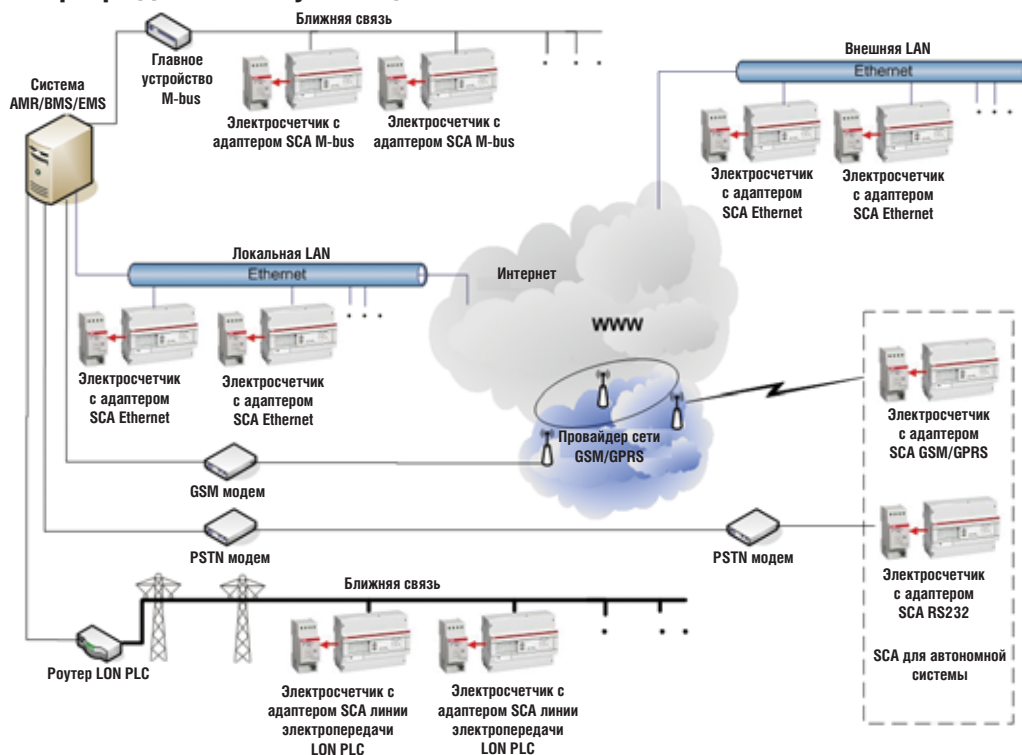 Ближняя связь
Главное
устройство
M-bus
Система
AMR/BMS/EMS
Электросчетчик с
адаптером SCA M-bus
Электросчетчик с
адаптером SCA M-bus
Внешняя LAN
Ethernet
Электросчетчик
с адаптером
SCA Ethernet
Электросчетчик
с адаптером
SCA Ethernet
Локальная LAN
Ethernet
Интернет
www
Электросчетчик
с адаптером
SCA Ethernet
Электросчетчик
с адаптером
SCA Ethernet
Провайдер сети
GSM/GPRS
Электросчетчик
с адаптером
SCA GSM/GPRS
GSM модем
PSTN модем
PSTN модем
Электросчетчик
с адаптером
SCA RS232
SCA для автономной
системы
Ближняя связь
Роутер LON PLC
Электросчетчик с
адаптером SCA линии
электропередачи
LON PLC
Электросчетчик с
адаптером SCA линии
электропередачи
LON PLC